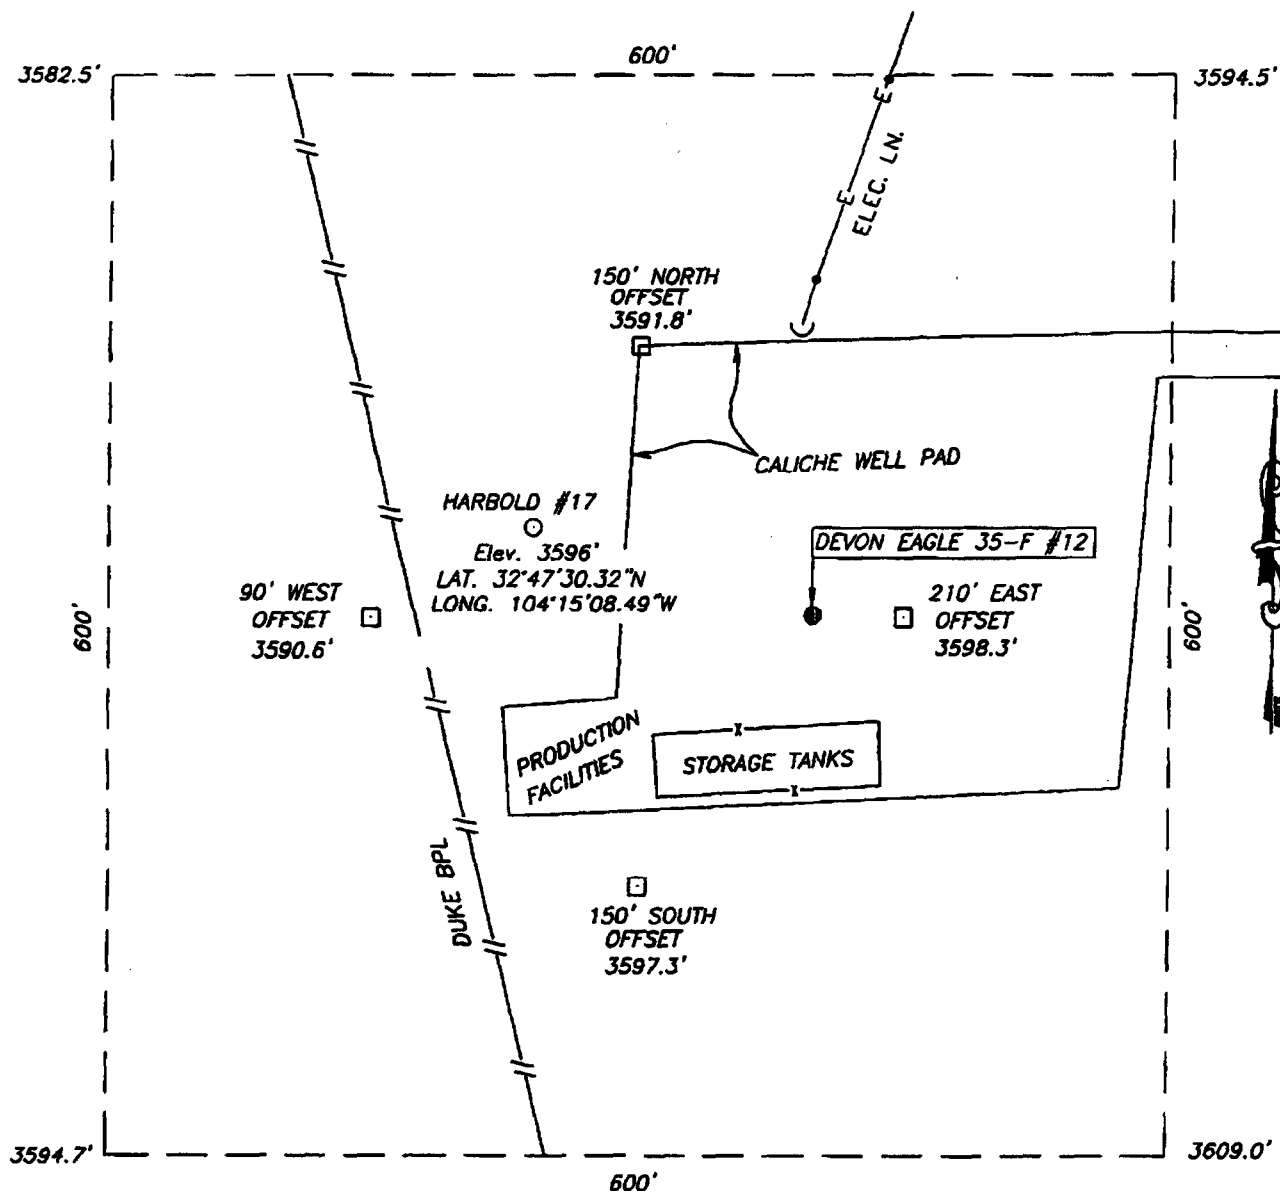 600'
3582.5'
3594.5'
E
E
ELEC. LN.
150' NORTH
OFFSET
3591.8'
CALICHE WELL PAD
HARBOLD #17
Elev. 3596'
LAT. 32°47'30.32"N
LONG. 104°15'08.49"W
DEVON EAGLE 35-F #12
90' WEST
OFFSET
3590.6'
210' EAST
OFFSET
3598.3'
600'
600'
PRODUCTION
FACILITIES
X
STORAGE TANKS
X
DUKE BPL
150' SOUTH
OFFSET
3597.3'
3594.7'
3609.0'
600'